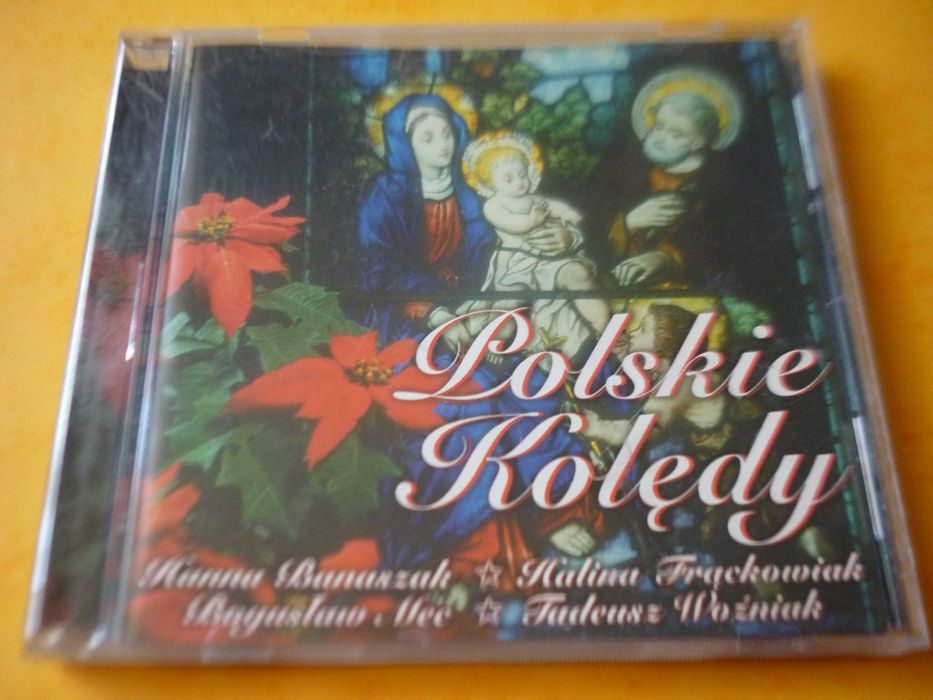 Polskie
Kolędy
Hanna Banaszak ☆ Halina Frąckowiak
Bogusław Mec ☆ Tadeusz Woźniak